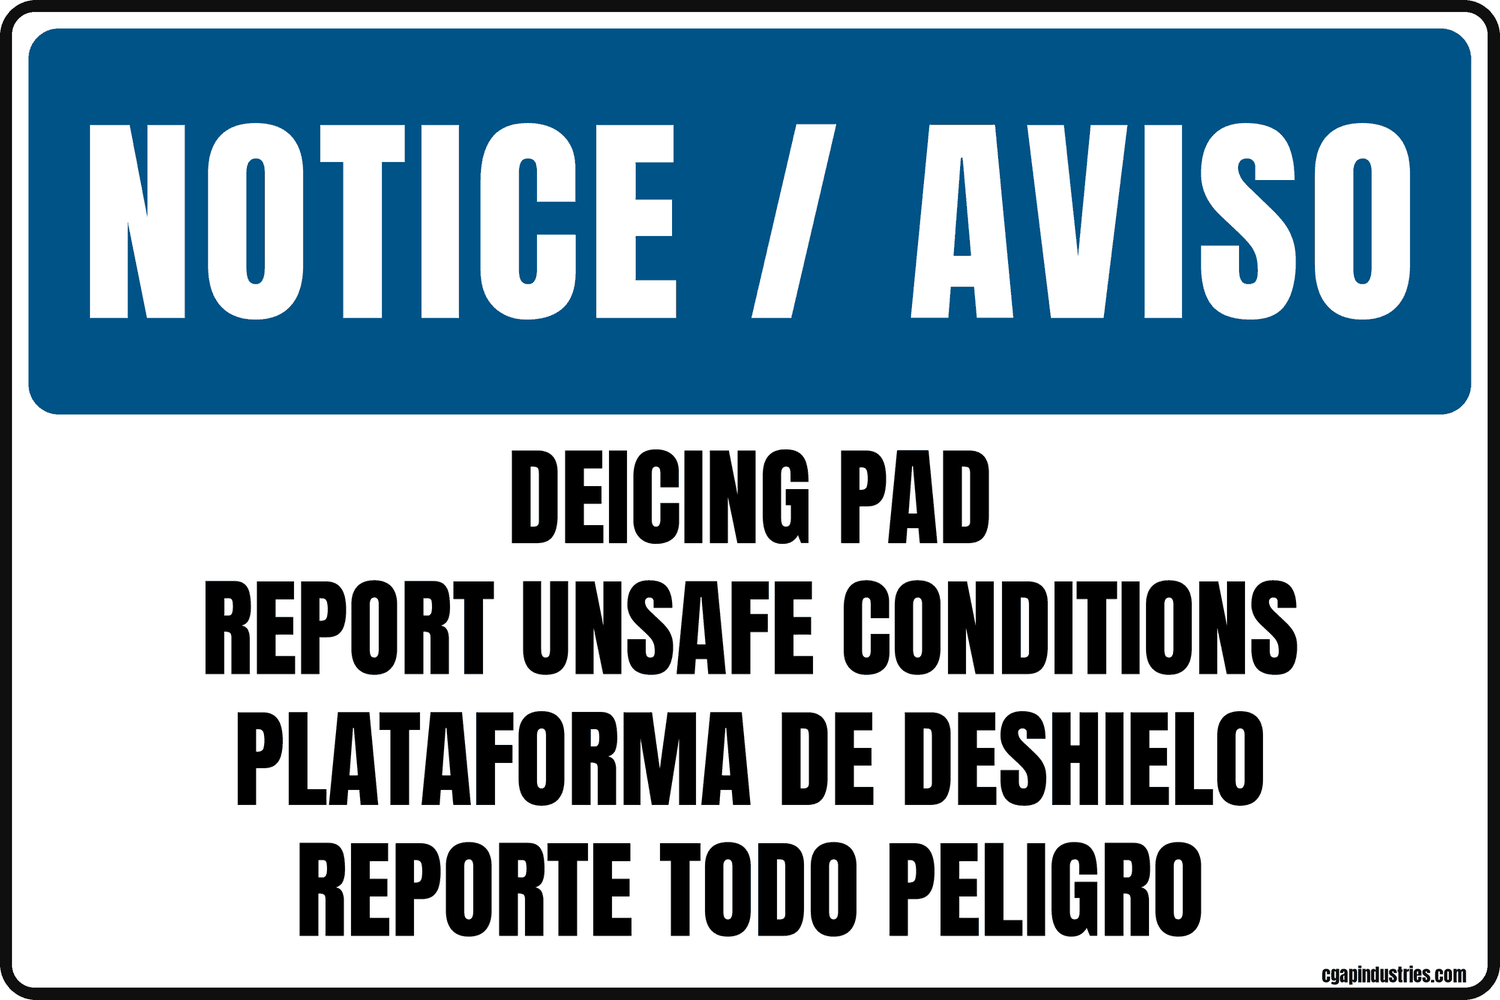 NOTICE / AVISO
DEICING PAD
REPORT UNSAFE CONDITIONS
PLATAFORMA DE DESHIELO
REPORTE TODO PELIGRO
cgapindustries.com